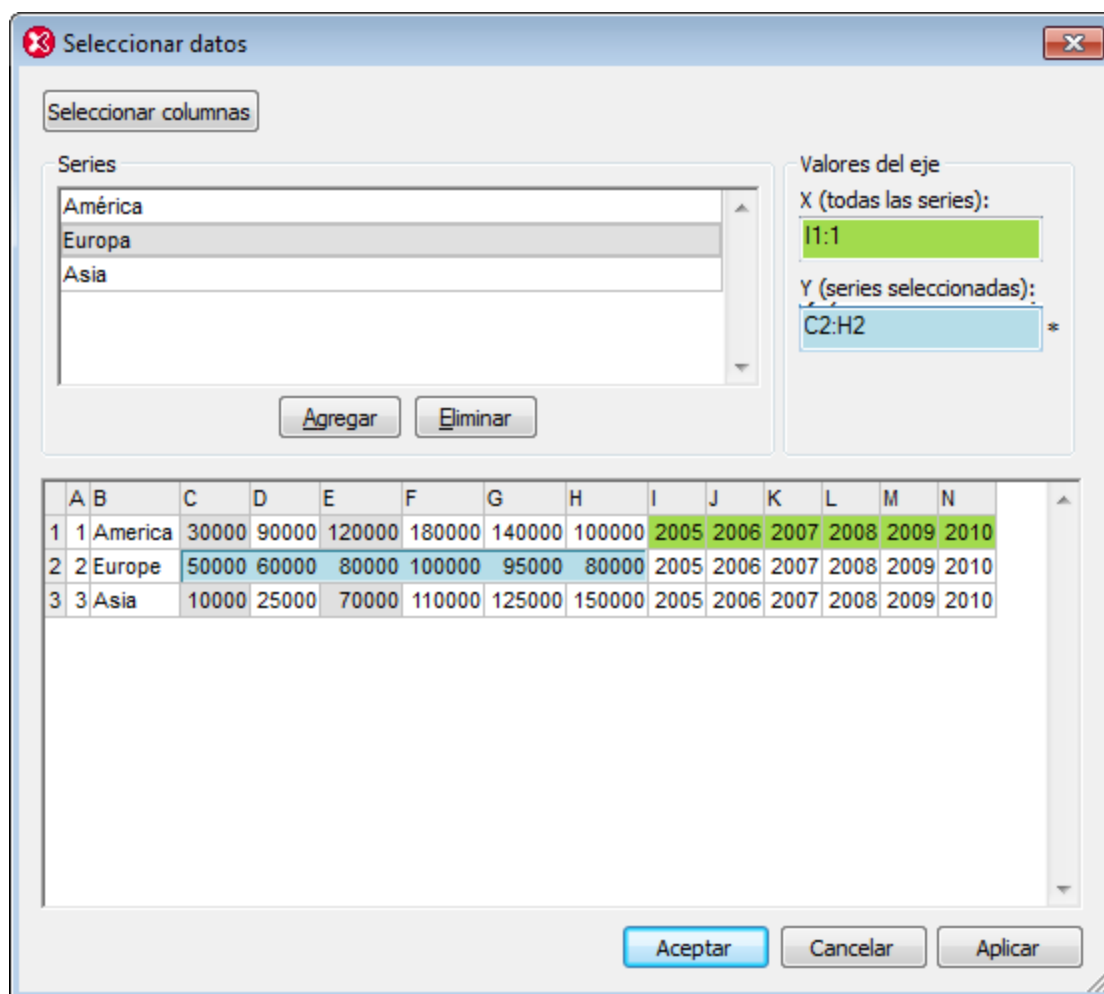 Seleccionar datos
Seleccionar columnas
Series
América
Europa
Asia
Agregar Eliminar
Valores del eje
X (todas las series):
I1:1
Y (series seleccionadas):
C2:H2 *
A B C D E F G H I J K L M N
1 1 America 30000 90000 120000 180000 140000 100000 2005 2006 2007 2008 2009 2010
2 2 Europe 50000 60000 80000 100000 95000 80000 2005 2006 2007 2008 2009 2010
3 3 Asia 10000 25000 70000 110000 125000 150000 2005 2006 2007 2008 2009 2010
Aceptar Cancelar Aplicar